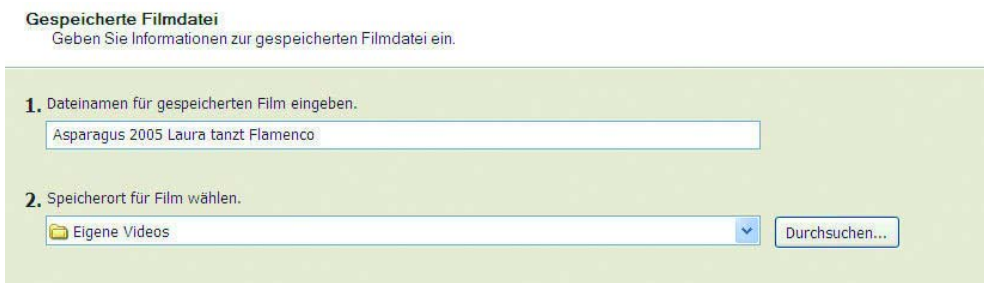 Gespeicherte Filmdatei
Geben Sie Informationen zur gespeicherten Filmdatei ein.
1. Dateinamen für gespeicherten Film eingeben.
Asparagus 2005 Laura tanzt Flamenco
2. Speicherort für Film wählen.
Eigene Videos
Durchsuchen...